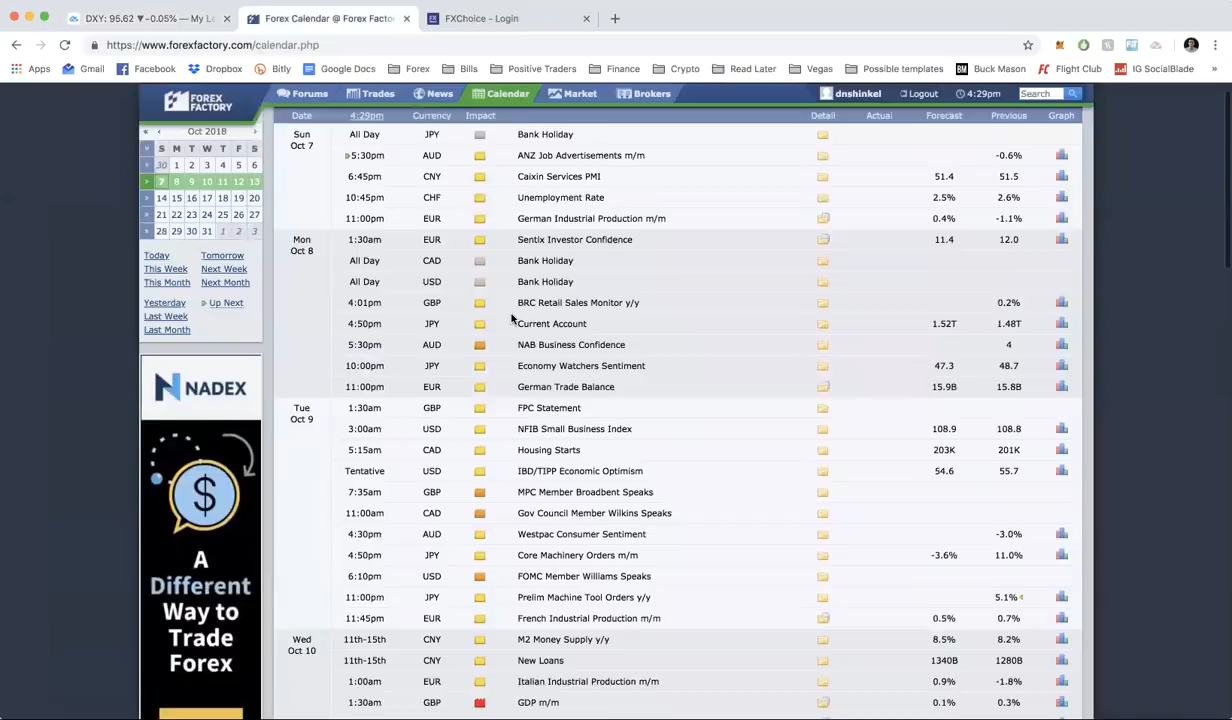 DXY: 95.62 ▼−0.05% — My La
Forex Calendar @ Forex Facto
FXChoice - Login
https://www.forexfactory.com/calendar.php
Apps Gmail Facebook Dropbox Bitly Google Docs Forex Bills Positive Traders Finance Crypto Read Later Vegas Possible templates BM Buck Mason FC Flight Club IG SocialBlade
FOREX FACTORY
Forums Trades News Calendar Market Brokers dnshinkel Logout 4:29pm Search
Date 4:29pm Currency Impact Detail Actual Forecast Previous Graph
« ‹ Oct 2018 ›
S M T W T F S
30 1 2 3 4 5 6
7 8 9 10 11 12 13
14 15 16 17 18 19 20
21 22 23 24 25 26 27
28 29 30 31 1 2 3
Today Tomorrow
This Week Next Week
This Month Next Month
Yesterday Up Next
Last Week
Last Month
NADEX
$
A
Different
Way to
Trade
Forex
Sun Oct 7 All Day JPY Bank Holiday
5:30pm AUD ANZ Job Advertisements m/m -0.6%
6:45pm CNY Caixin Services PMI 51.4 51.5
10:45pm CHF Unemployment Rate 2.5% 2.6%
11:00pm EUR German Industrial Production m/m 0.4% -1.1%
Mon Oct 8 1:30am EUR Sentix Investor Confidence 11.4 12.0
All Day CAD Bank Holiday
All Day USD Bank Holiday
4:01pm GBP BRC Retail Sales Monitor y/y 0.2%
4:50pm JPY Current Account 1.52T 1.48T
5:30pm AUD NAB Business Confidence 4
10:00pm JPY Economy Watchers Sentiment 47.3 48.7
11:00pm EUR German Trade Balance 15.9B 15.8B
Tue Oct 9 1:30am GBP FPC Statement
3:00am USD NFIB Small Business Index 108.9 108.8
5:15am CAD Housing Starts 203K 201K
Tentative USD IBD/TIPP Economic Optimism 54.6 55.7
7:35am GBP MPC Member Broadbent Speaks
11:00am CAD Gov Council Member Wilkins Speaks
4:30pm AUD Westpac Consumer Sentiment -3.0%
4:50pm JPY Core Machinery Orders m/m -3.6% 11.0%
6:10pm USD FOMC Member Williams Speaks
11:00pm JPY Prelim Machine Tool Orders y/y 5.1%
11:45pm EUR French Industrial Production m/m 0.5% 0.7%
Wed Oct 10 11th-15th CNY M2 Money Supply y/y 8.5% 8.2%
11th-15th CNY New Loans 1340B 1280B
1:00am EUR Italian Industrial Production m/m 0.9% -1.8%
1:30am GBP GDP m/m 0.1% 0.3%